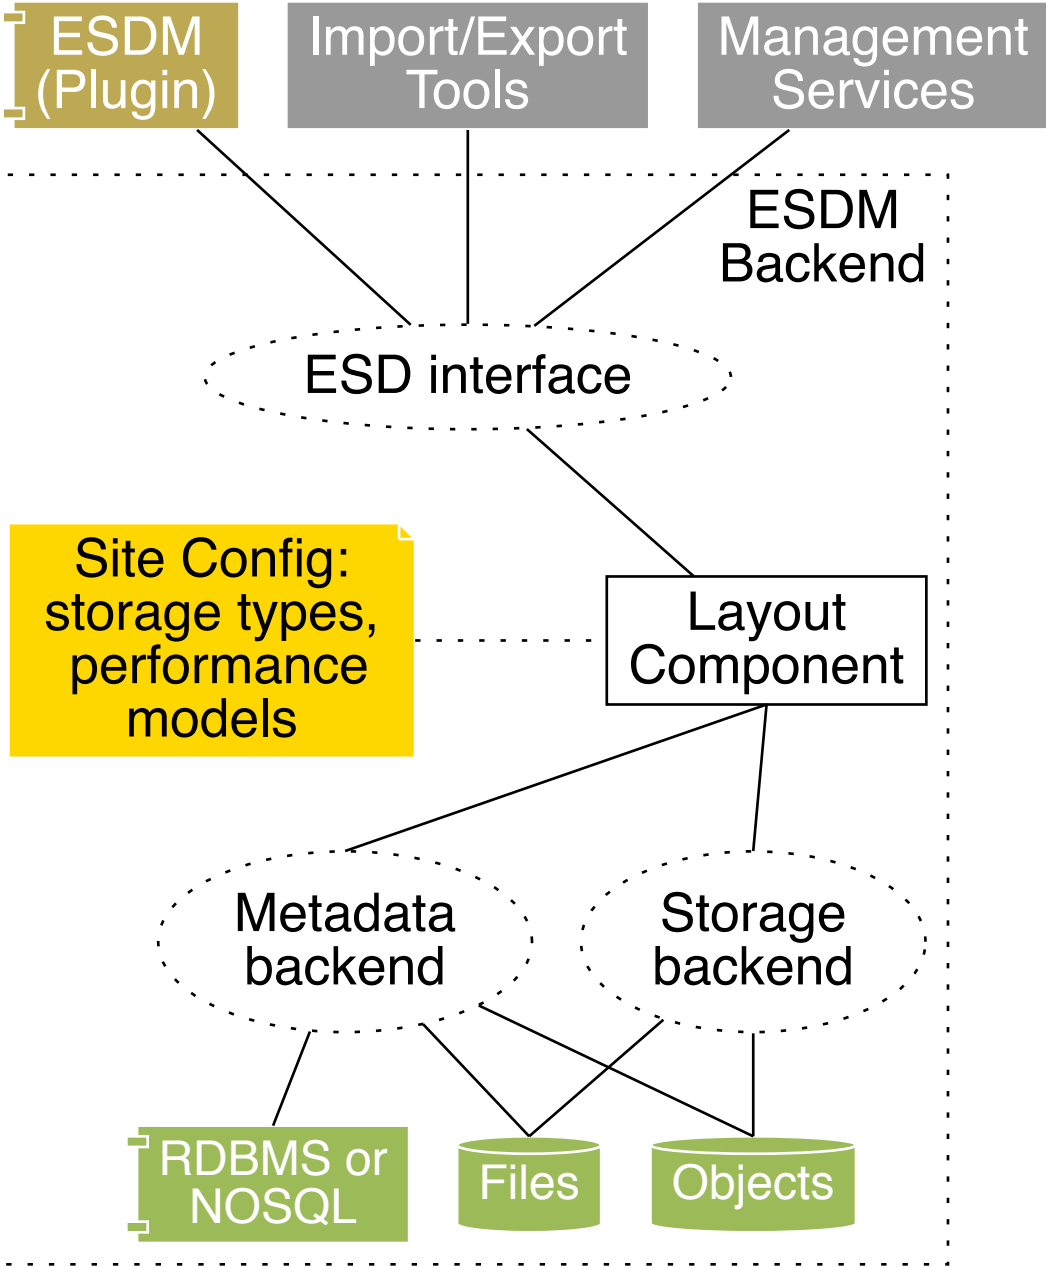 ESDM
(Plugin)
Import/Export
Tools
Management
Services
ESDM
Backend
ESD interface
Site Config:
storage types,
performance
models
Layout
Component
Metadata
backend
Storage
backend
RDBMS or
NOSQL
Files
Objects